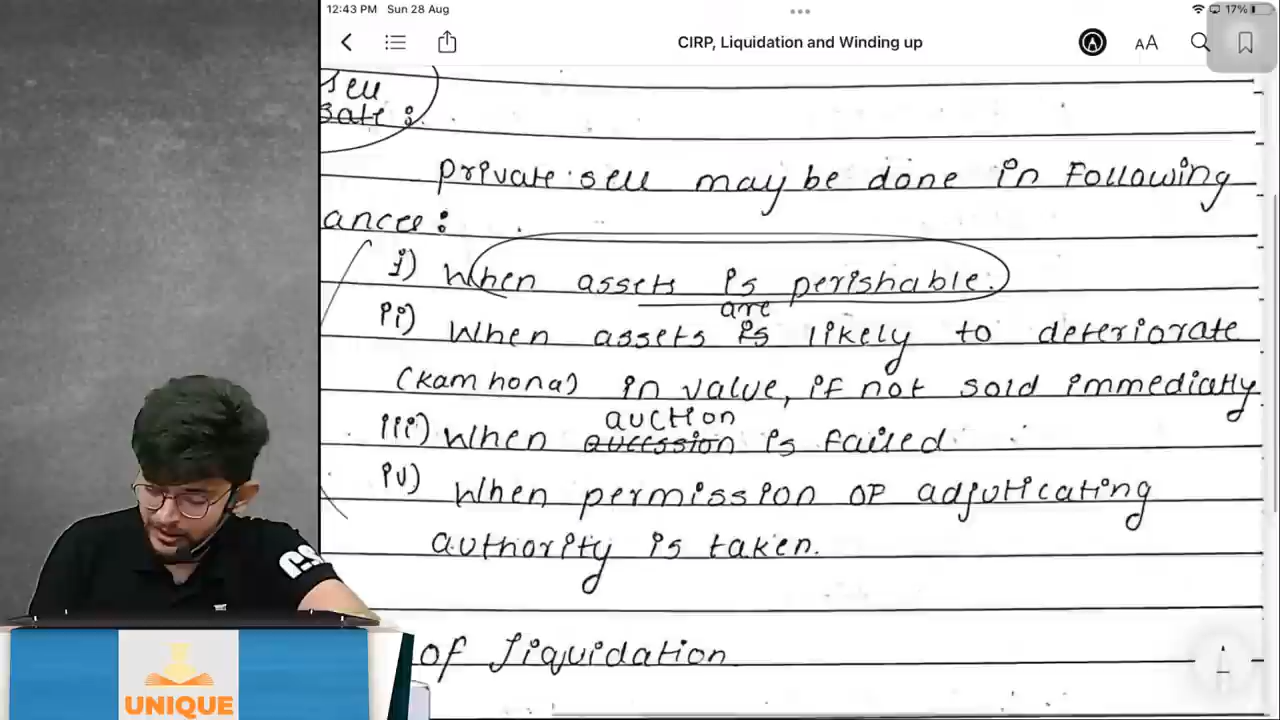 12:43 PM Sun 28 Aug
17%
CIRP, Liquidation and Winding up
AA
sell
Sale:
Private sell may be done in Following
ances:
i) When assets is perishable.
are
ii) When assets is likely to deteriorate
(kam hona) in value, if not sold immediatly
auction
iii) When is failed.
iv) When permission of adjuticating
authority is taken.
CS
of liquidation
UNIQUE